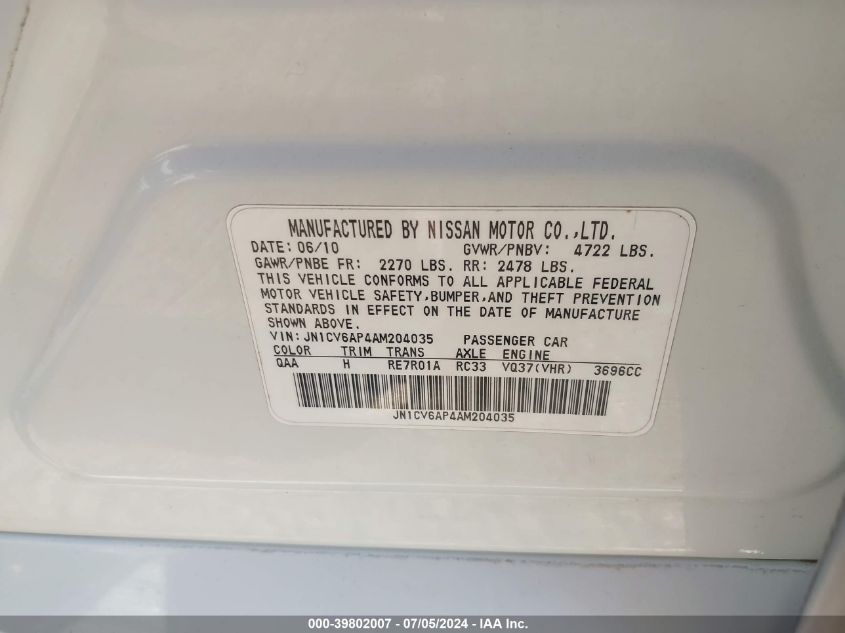 MANUFACTURED BY NISSAN MOTOR CO.,LTD.
DATE: 06/10 GVWR/PNBV: 4722 LBS.
GAWR/PNBE FR: 2270 LBS. RR: 2478 LBS.
THIS VEHICLE CONFORMS TO ALL APPLICABLE FEDERAL
MOTOR VEHICLE SAFETY,BUMPER,AND THEFT PREVENTION
STANDARDS IN EFFECT ON THE DATE OF MANUFACTURE
SHOWN ABOVE.
VIN: JN1CV6AP4AM204035 PASSENGER CAR
COLOR TRIM TRANS AXLE ENGINE
QAA H RE7R01A RC33 VQ37(VHR) 3696CC
JN1CV6AP4AM204035
000-39802007 - 07/05/2024 - IAA Inc.